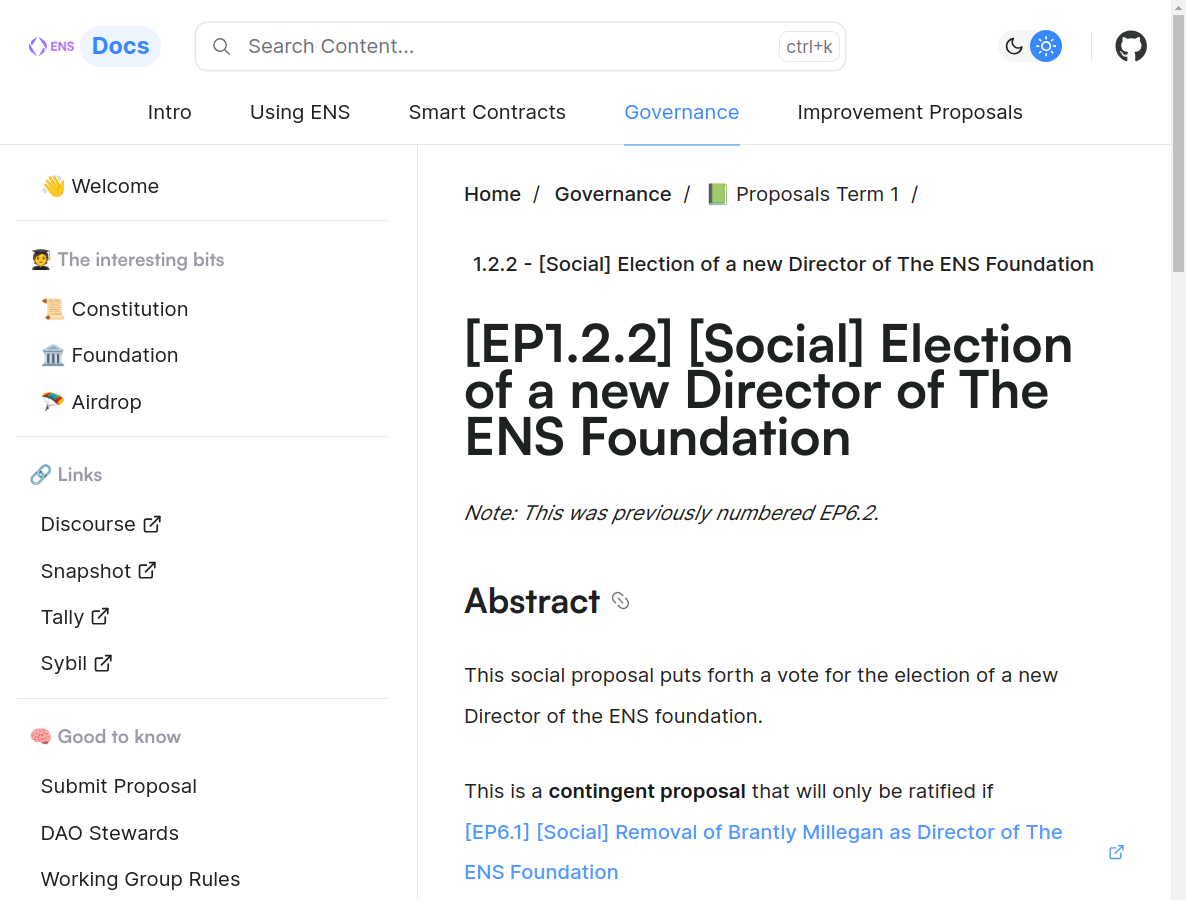 ENS Docs
Search Content...
ctrl+k
Intro
Using ENS
Smart Contracts
Governance
Improvement Proposals
👋 Welcome
🧑‍🎓 The interesting bits
📜 Constitution
🏛️ Foundation
🪂 Airdrop
🔗 Links
Discourse
Snapshot
Tally
Sybil
🧠 Good to know
Submit Proposal
DAO Stewards
Working Group Rules
Home / Governance / 📗 Proposals Term 1 /
1.2.2 - [Social] Election of a new Director of The ENS Foundation
[EP1.2.2] [Social] Election
of a new Director of The
ENS Foundation
Note: This was previously numbered EP6.2.
Abstract
This social proposal puts forth a vote for the election of a new
Director of the ENS foundation.
This is a contingent proposal that will only be ratified if
[EP6.1] [Social] Removal of Brantly Millegan as Director of The
ENS Foundation